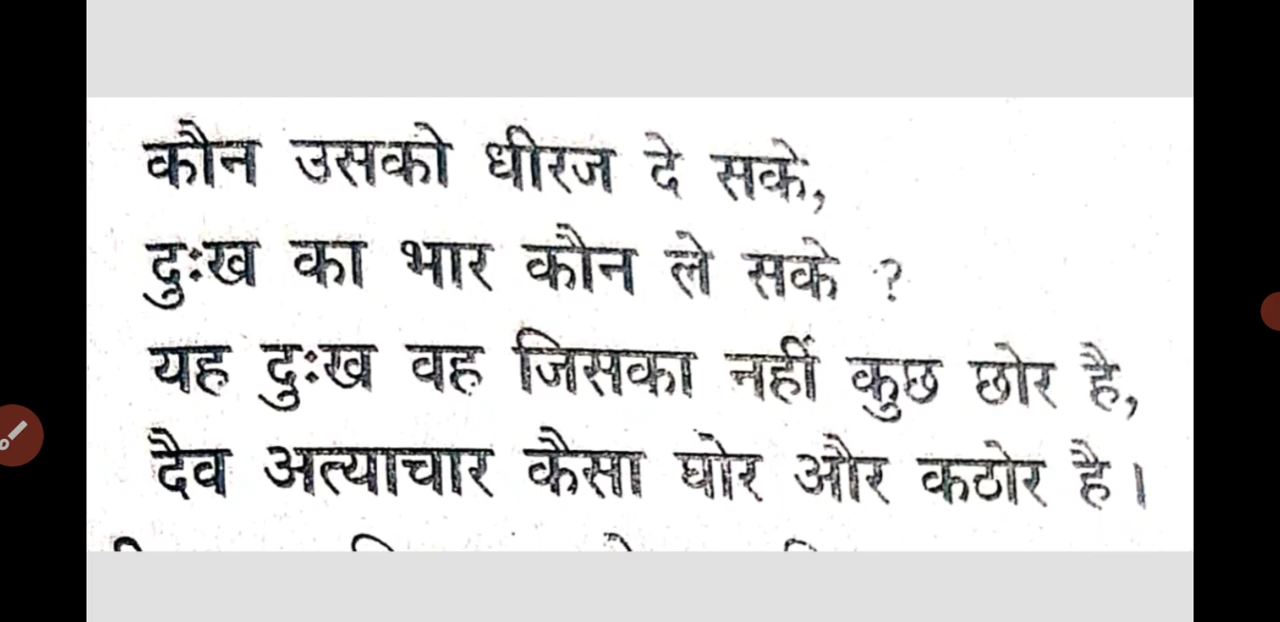 कौन उसको धीरज दे सके,
दुःख का भार कौन ले सके ?
यह दुःख वह जिसका नहीं कुछ छोर है,
दैव अत्याचार कैसा घोर और कठोर है।